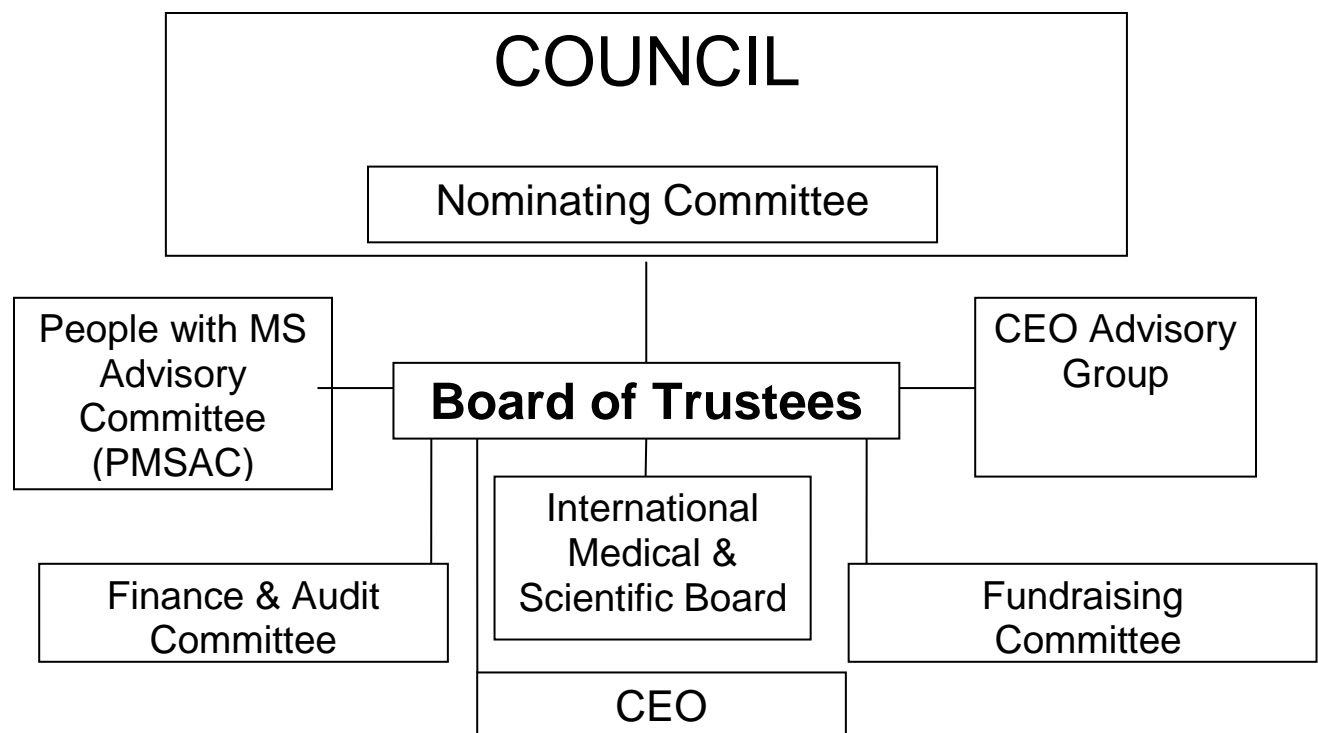 COUNCIL
Nominating Committee
People with MS
Advisory
Committee
(PMSAC)
CEO Advisory
Group
Board of Trustees
International
Medical &
Scientific Board
Finance & Audit
Committee
Fundraising
Committee
CEO